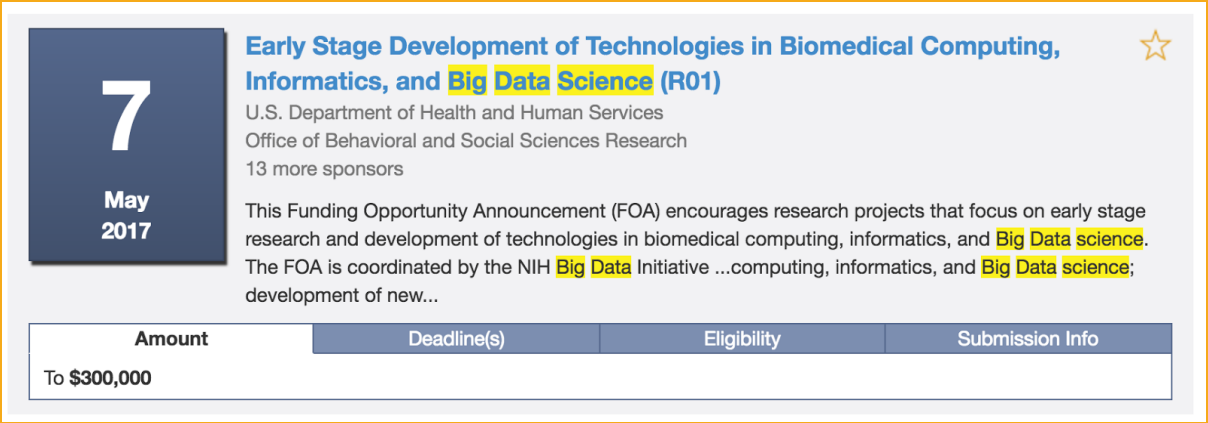 7
May
2017
Early Stage Development of Technologies in Biomedical Computing,
Informatics, and Big Data Science (R01)
U.S. Department of Health and Human Services
Office of Behavioral and Social Sciences Research
13 more sponsors
This Funding Opportunity Announcement (FOA) encourages research projects that focus on early stage
research and development of technologies in biomedical computing, informatics, and Big Data science.
The FOA is coordinated by the NIH Big Data Initiative ...computing, informatics, and Big Data science;
development of new...
Amount Deadline(s) Eligibility Submission Info
To $300,000